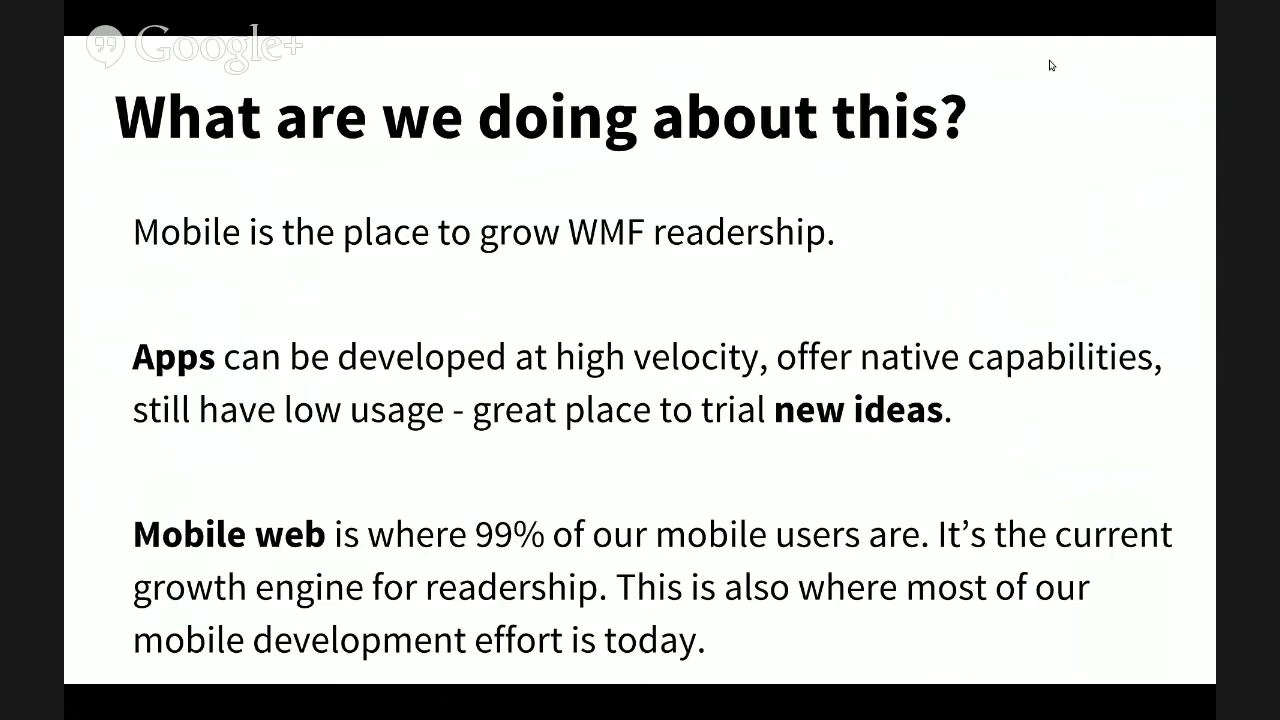 Google+
What are we doing about this?
Mobile is the place to grow WMF readership.
Apps can be developed at high velocity, offer native capabilities,
still have low usage - great place to trial new ideas.
Mobile web is where 99% of our mobile users are. It’s the current
growth engine for readership. This is also where most of our
mobile development effort is today.